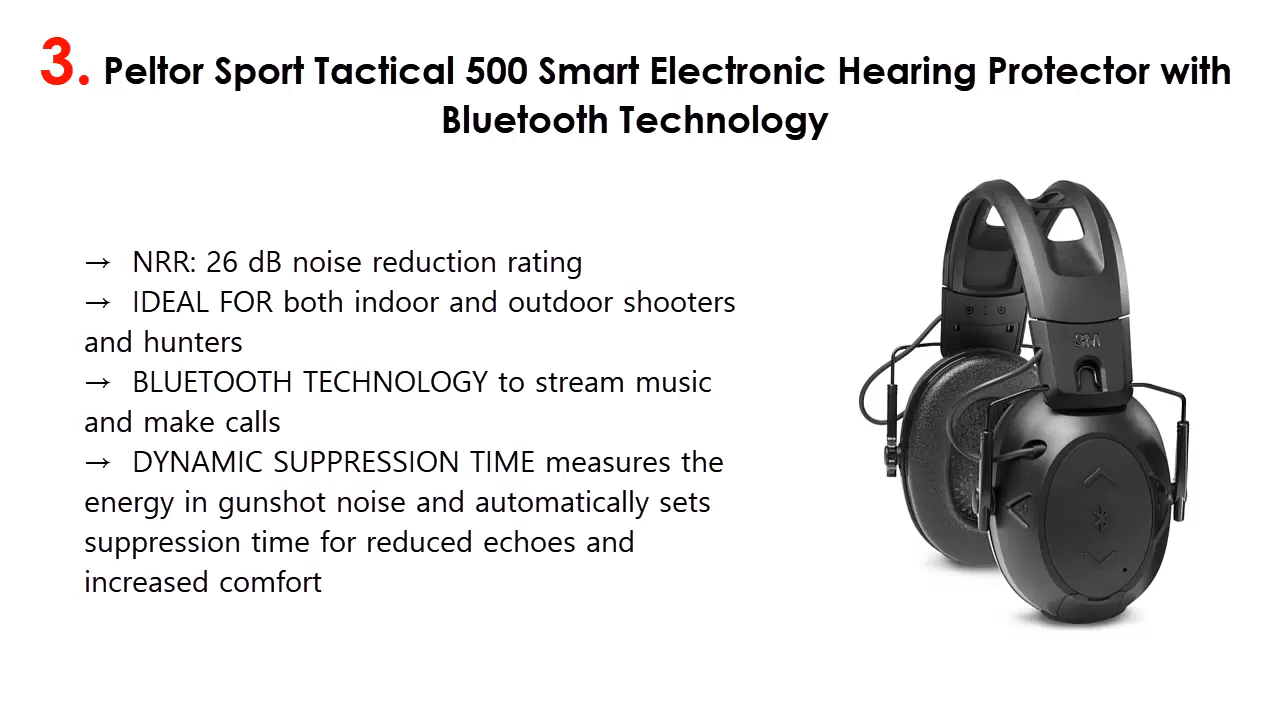 3. Peltor Sport Tactical 500 Smart Electronic Hearing Protector with
Bluetooth Technology
→ NRR: 26 dB noise reduction rating
→ IDEAL FOR both indoor and outdoor shooters
and hunters
→ BLUETOOTH TECHNOLOGY to stream music
and make calls
→ DYNAMIC SUPPRESSION TIME measures the
energy in gunshot noise and automatically sets
suppression time for reduced echoes and
increased comfort
3M